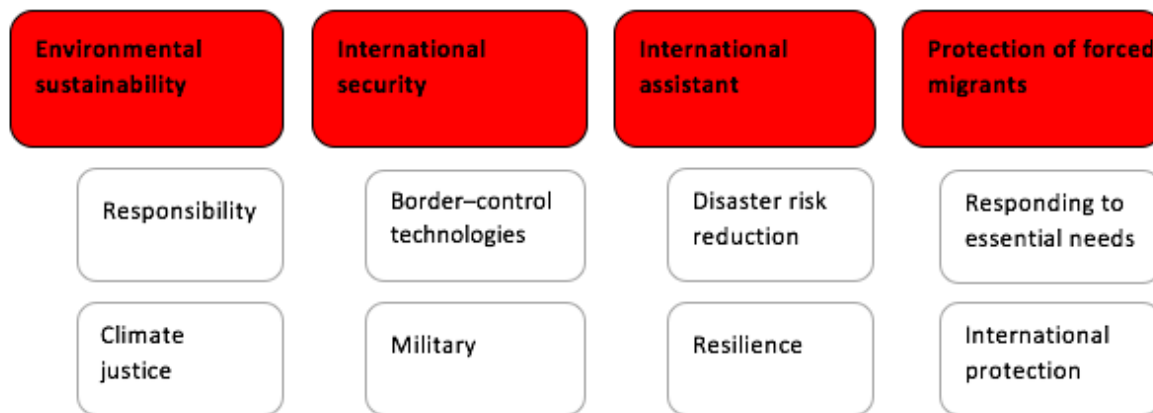 Environmental
sustainability
International
security
International
assistant
Protection of forced
migrants
Responsibility
Border–control
technologies
Disaster risk
reduction
Responding to
essential needs
Climate
justice
Military
Resilience
International
protection